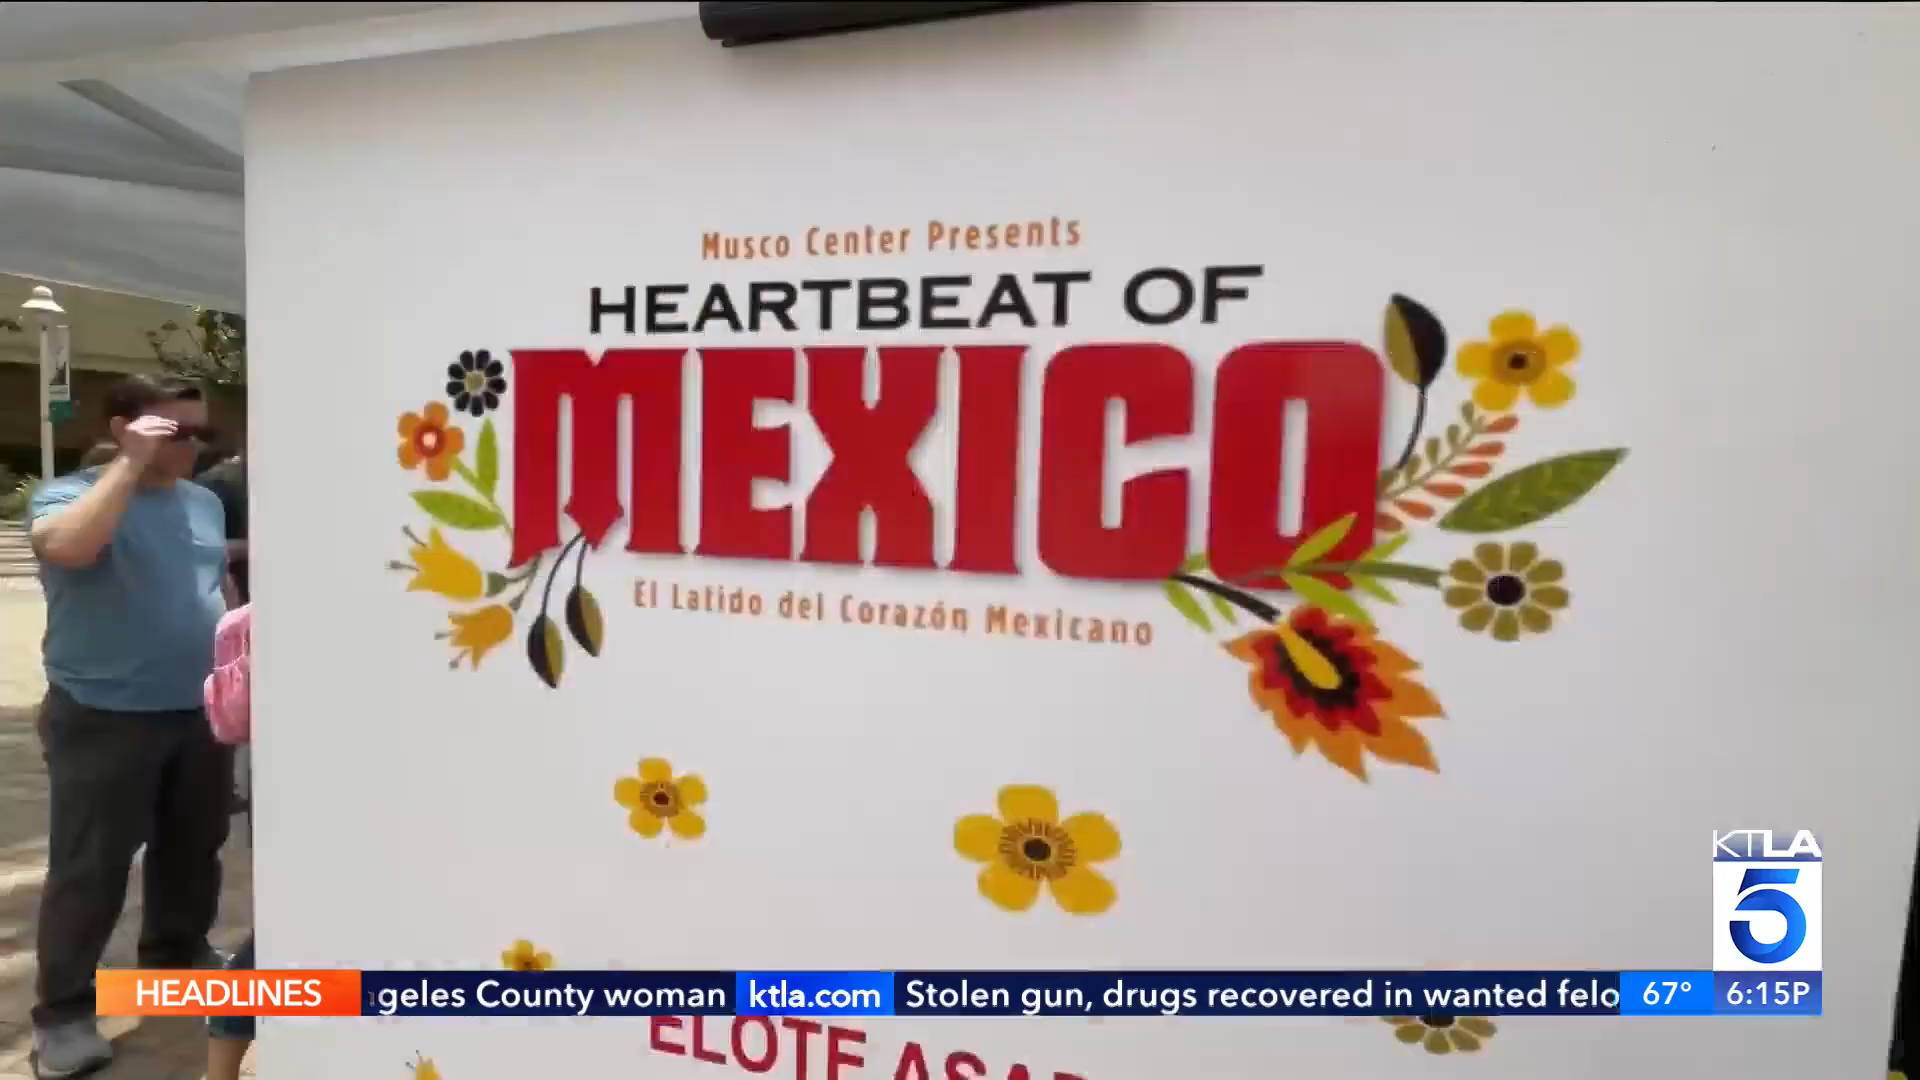 Musco Center Presents
HEARTBEAT OF
MEXICO
El Latido del Corazón Mexicano
KTLA
5
HEADLINES
geles County woman
ktla.com
Stolen gun, drugs recovered in wanted felo
67°
6:15P
ELOTE